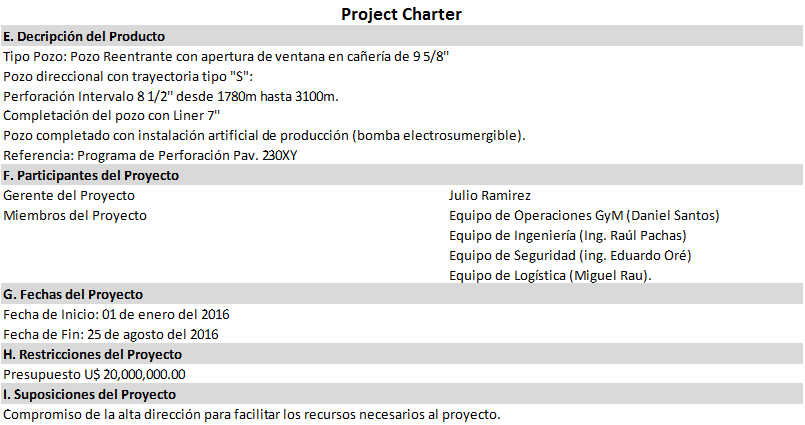 Project Charter
E. Decripción del Producto
Tipo Pozo: Pozo Reentrante con apertura de ventana en cañería de 9 5/8"
Pozo direccional con trayectoria tipo "S":
Perforación Intervalo 8 1/2" desde 1780m hasta 3100m.
Completación del pozo con Liner 7"
Pozo completado con instalación artificial de producción (bomba electrosumergible).
Referencia: Programa de Perforación Pav. 230XY
F. Participantes del Proyecto
Gerente del Proyecto Julio Ramirez
Miembros del Proyecto Equipo de Operaciones GyM (Daniel Santos)
Equipo de Ingeniería (Ing. Raúl Pachas)
Equipo de Seguridad (ing. Eduardo Oré)
Equipo de Logística (Miguel Rau).
G. Fechas del Proyecto
Fecha de Inicio: 01 de enero del 2016
Fecha de Fin: 25 de agosto del 2016
H. Restricciones del Proyecto
Presupuesto U$ 20,000,000.00
I. Suposiciones del Proyecto
Compromiso de la alta dirección para facilitar los recursos necesarios al proyecto.